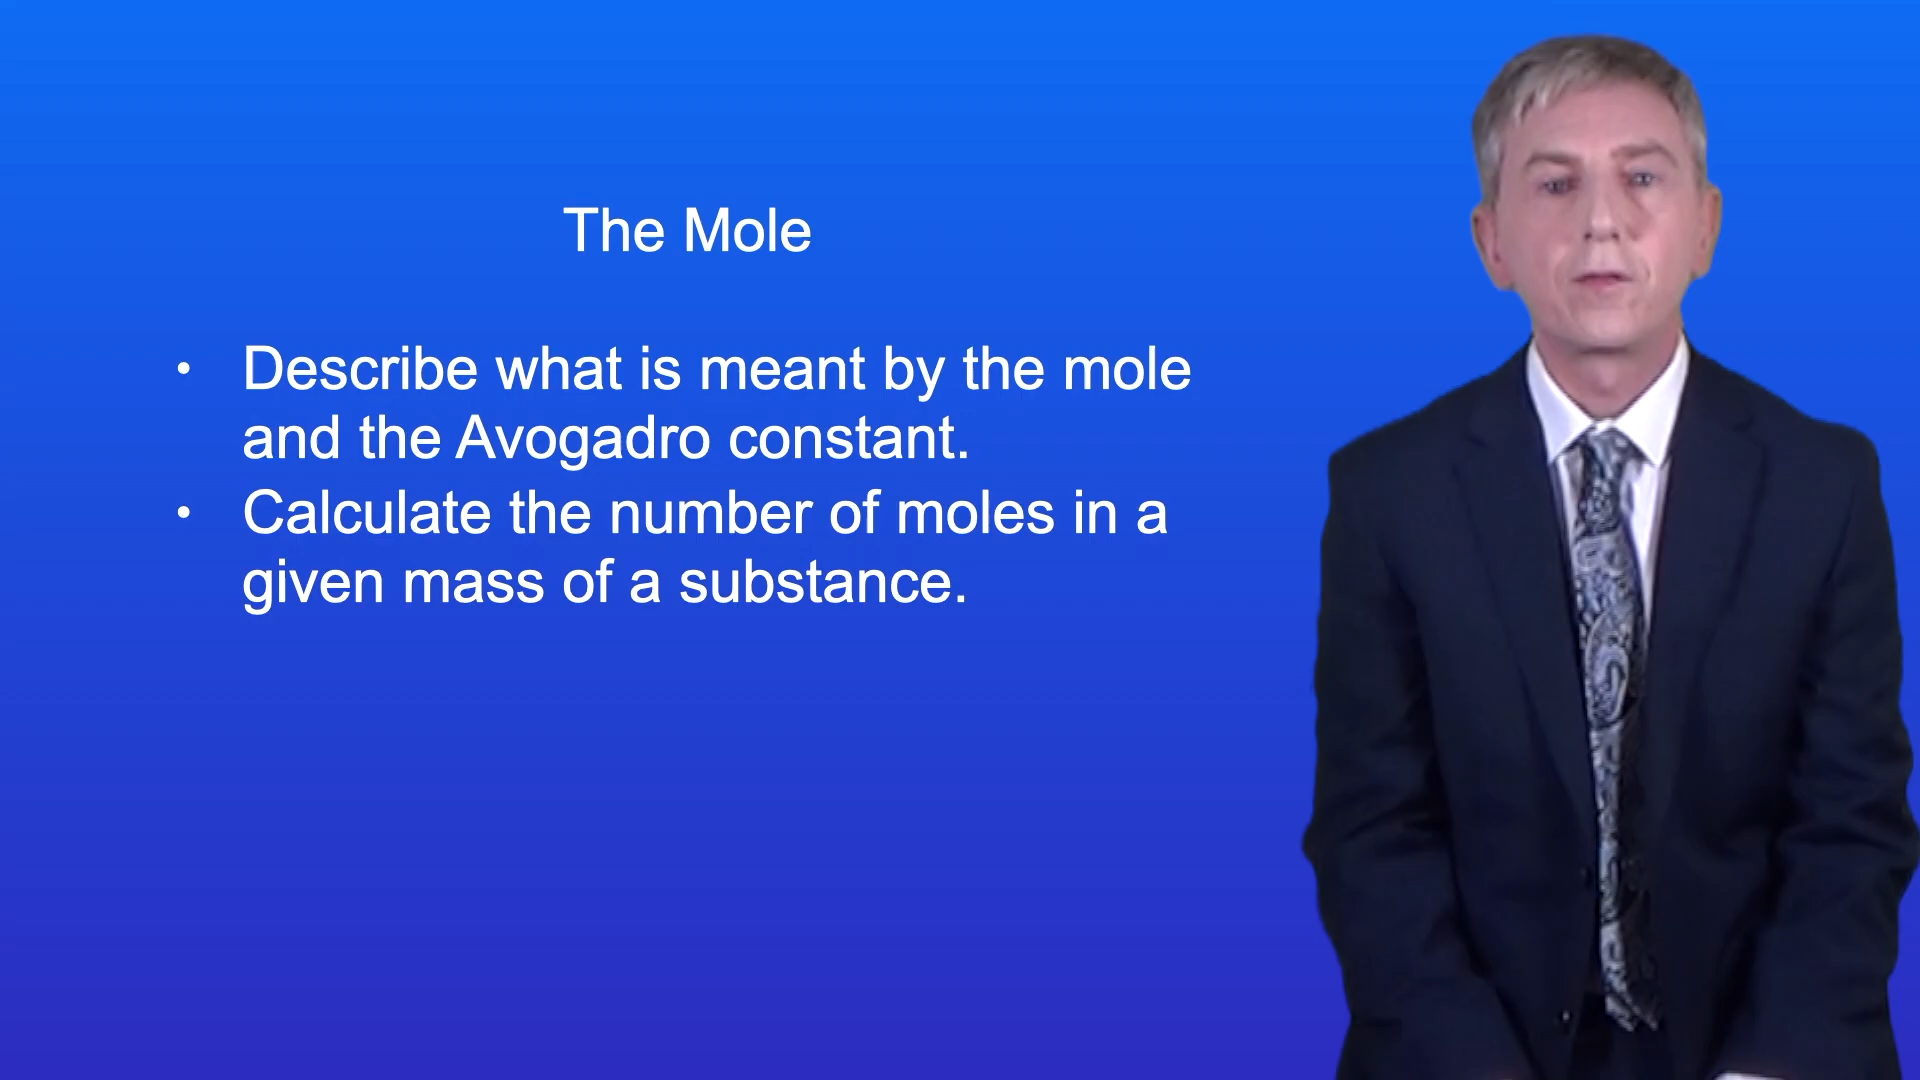 The Mole
• Describe what is meant by the mole
and the Avogadro constant.
• Calculate the number of moles in a
given mass of a substance.